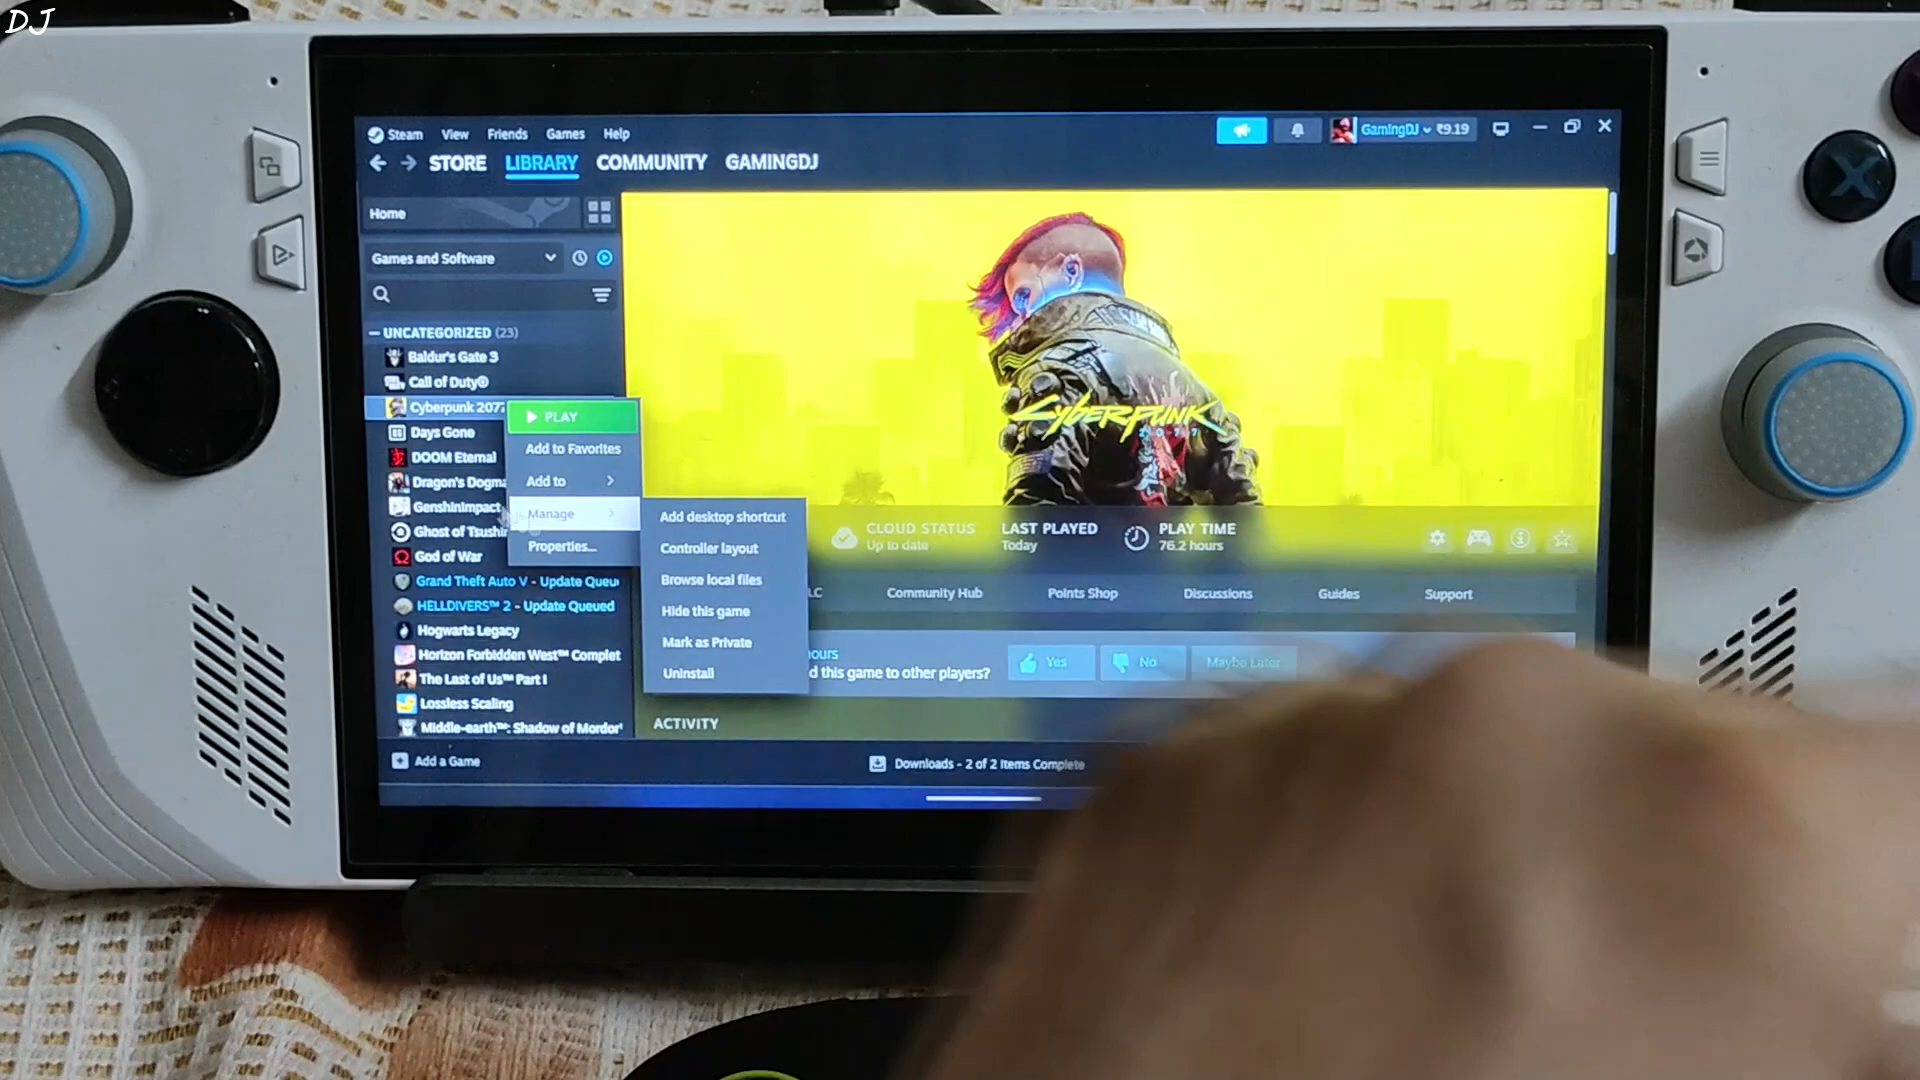 DJ
Steam View Friends Games Help
GamingDJ ₹9.19
STORE LIBRARY COMMUNITY GAMINGDJ
Home
Games and Software
UNCATEGORIZED (23)
Baldur's Gate 3
Call of Duty®
Cyberpunk 2077
Days Gone
DOOM Eternal
Dragon's Dogma
GenshinImpact
Ghost of Tsushi
God of War
Grand Theft Auto V - Update Queu
HELLDIVERS™ 2 - Update Queued
Hogwarts Legacy
Horizon Forbidden West™ Complet
The Last of Us™ Part I
Lossless Scaling
Middle-earth™: Shadow of Mordor
Add a Game
PLAY
Add to Favorites
Add to
Manage
Properties...
Add desktop shortcut
Controller layout
Browse local files
Hide this game
Mark as Private
Uninstall
CYBERPUNK
2077
CLOUD STATUS
Up to date
LAST PLAYED
Today
PLAY TIME
76.2 hours
LC Community Hub Points Shop Discussions Guides Support
hours
d this game to other players?
Yes No Maybe Later
ACTIVITY
Downloads - 2 of 2 Items Complete
X